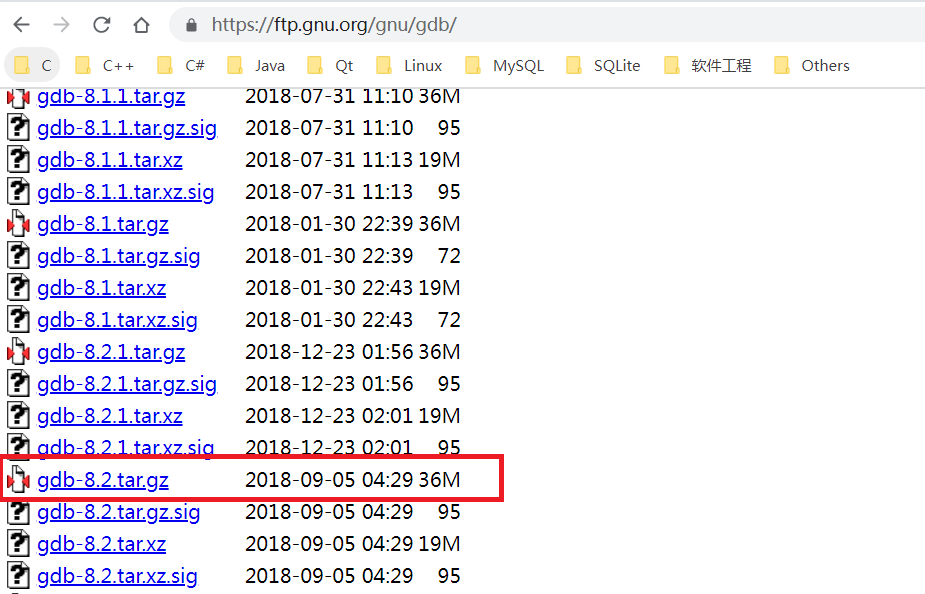 https://ftp.gnu.org/gnu/gdb/
C C++ C# Java Qt Linux MySQL SQLite 软件工程 Others
gdb-8.1.1.tar.gz 2018-07-31 11:10 36M
gdb-8.1.1.tar.gz.sig 2018-07-31 11:10 95
gdb-8.1.1.tar.xz 2018-07-31 11:13 19M
gdb-8.1.1.tar.xz.sig 2018-07-31 11:13 95
gdb-8.1.tar.gz 2018-01-30 22:39 36M
gdb-8.1.tar.gz.sig 2018-01-30 22:39 72
gdb-8.1.tar.xz 2018-01-30 22:43 19M
gdb-8.1.tar.xz.sig 2018-01-30 22:43 72
gdb-8.2.1.tar.gz 2018-12-23 01:56 36M
gdb-8.2.1.tar.gz.sig 2018-12-23 01:56 95
gdb-8.2.1.tar.xz 2018-12-23 02:01 19M
gdb-8.2.1.tar.xz.sig 2018-12-23 02:01 95
gdb-8.2.tar.gz 2018-09-05 04:29 36M
gdb-8.2.tar.gz.sig 2018-09-05 04:29 95
gdb-8.2.tar.xz 2018-09-05 04:29 19M
gdb-8.2.tar.xz.sig 2018-09-05 04:29 95